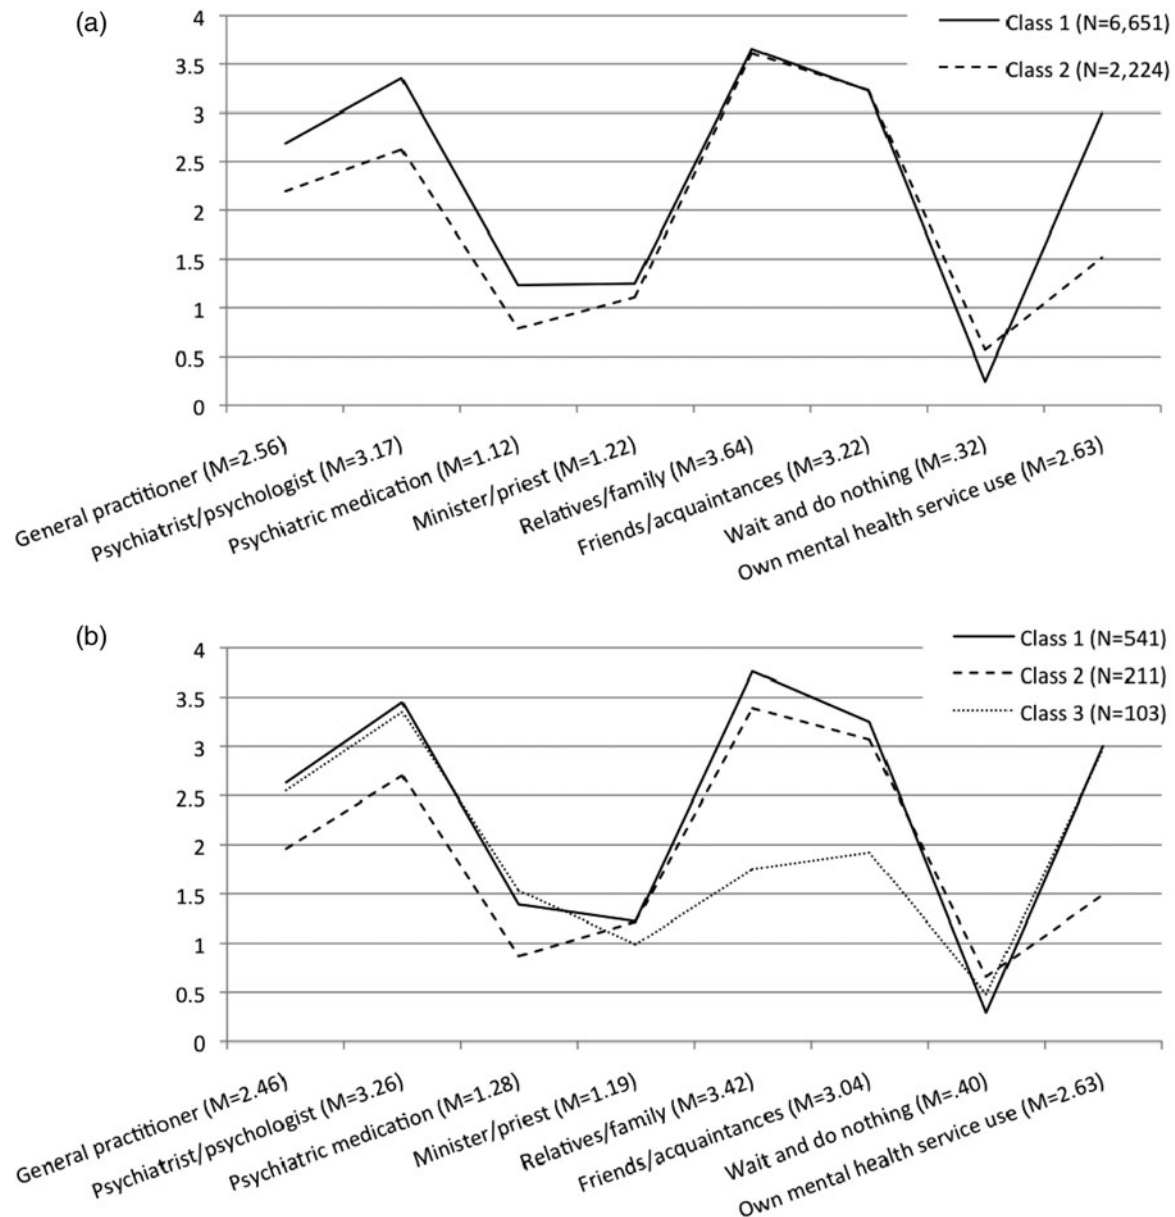 (a)
4
3.5
3
2.5
2
1.5
1
0.5
0
Class 1 (N=6,651)
Class 2 (N=2,224)
General practitioner (M=2.56)
Psychiatrist/psychologist (M=3.17)
Psychiatric medication (M=1.12)
Minister/priest (M=1.22)
Relatives/family (M=3.64)
Friends/acquaintances (M=3.22)
Wait and do nothing (M=.32)
Own mental health service use (M=2.63)
(b)
4
3.5
3
2.5
2
1.5
1
0.5
0
Class 1 (N=541)
Class 2 (N=211)
Class 3 (N=103)
General practitioner (M=2.46)
Psychiatrist/psychologist (M=3.26)
Psychiatric medication (M=1.28)
Minister/priest (M=1.19)
Relatives/family (M=3.42)
Friends/acquaintances (M=3.04)
Wait and do nothing (M=.40)
Own mental health service use (M=2.63)